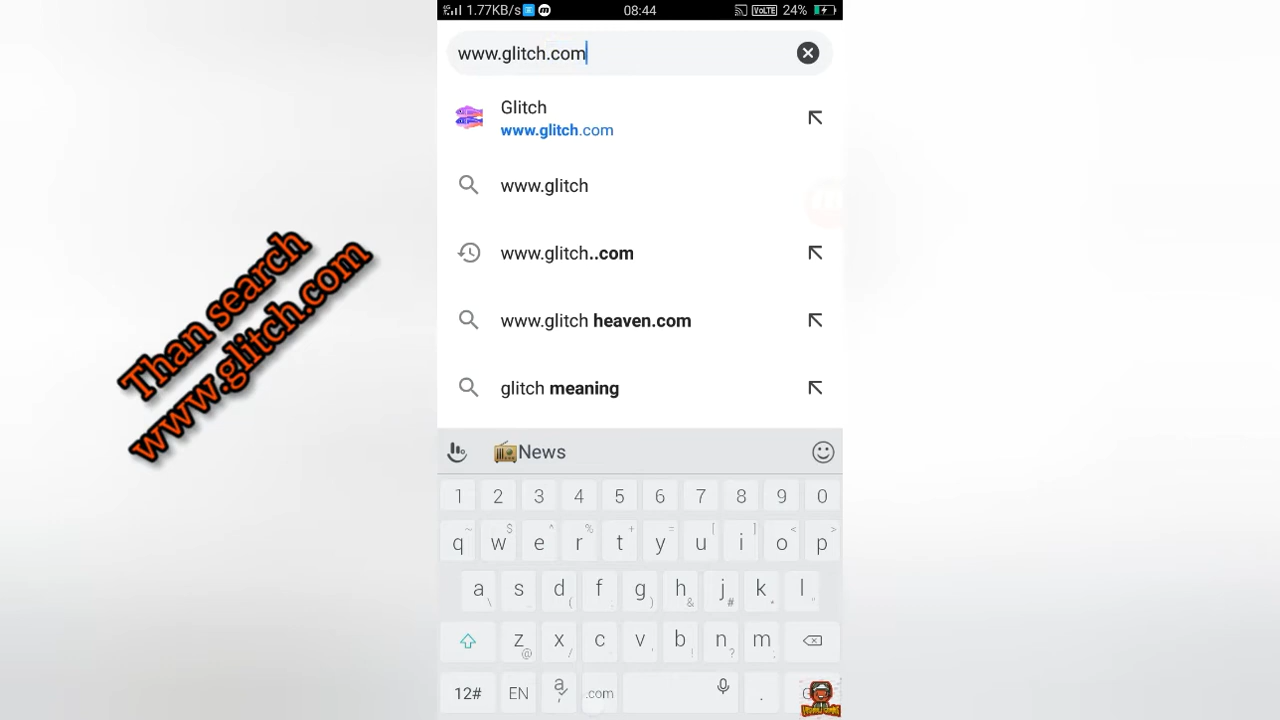 1.77KB/s
08:44
VOLTE
24%
www.glitch.com
Glitch
www.glitch.com
www.glitch
www.glitch..com
www.glitch heaven.com
glitch meaning
Than search
www.glitch.com
News
1 2 3 4 5 6 7 8 9 0
~ $ ^ % + = [ ] < >
q w e r t y u i o p
a s d f g h j k l
\ _ ( : ) & # * "
z x c v b n m
@ / , ! ? ;
12# EN a .com .